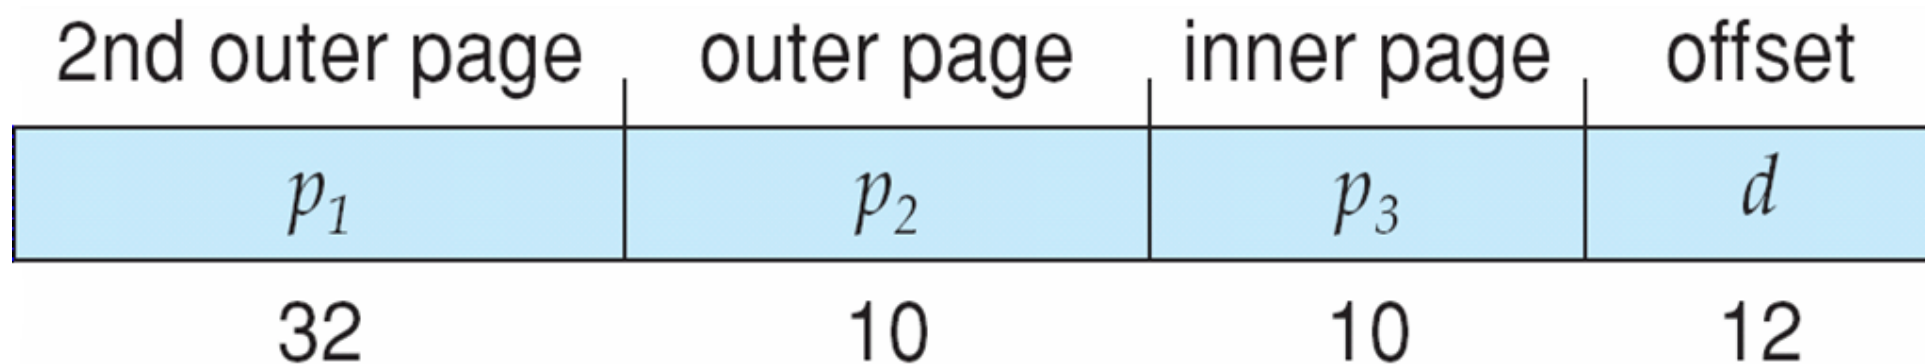 2nd outer page outer page inner page offset
p₁ p₂ p₃ d
32 10 10 12